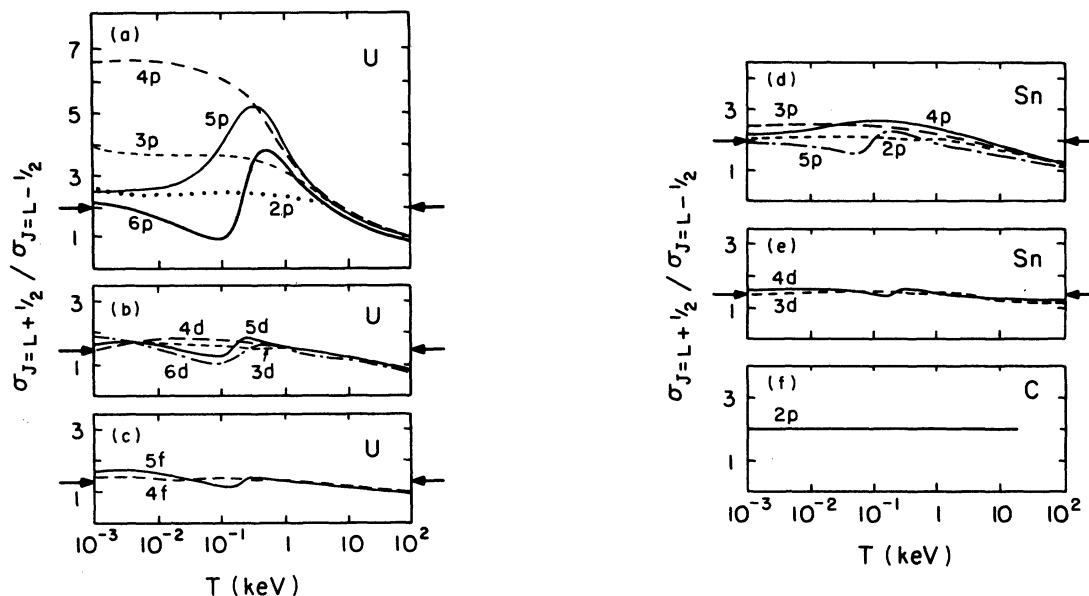 (a) U
7
5
3
1
4p
5p
3p
2p
6p
(b) U
3
1
4d 5d
6d 3d
(c) U
3
1
5f
4f
10⁻³ 10⁻² 10⁻¹ 1 10 10²
T (keV)
σJ=L+½ / σJ=L-½
(d) Sn
3
1
3p 4p
5p 2p
(e) Sn
3
1
4d
3d
(f) C
3
1
2p
10⁻³ 10⁻² 10⁻¹ 1 10 10²
T (keV)
σJ=L+½ / σJ=L-½